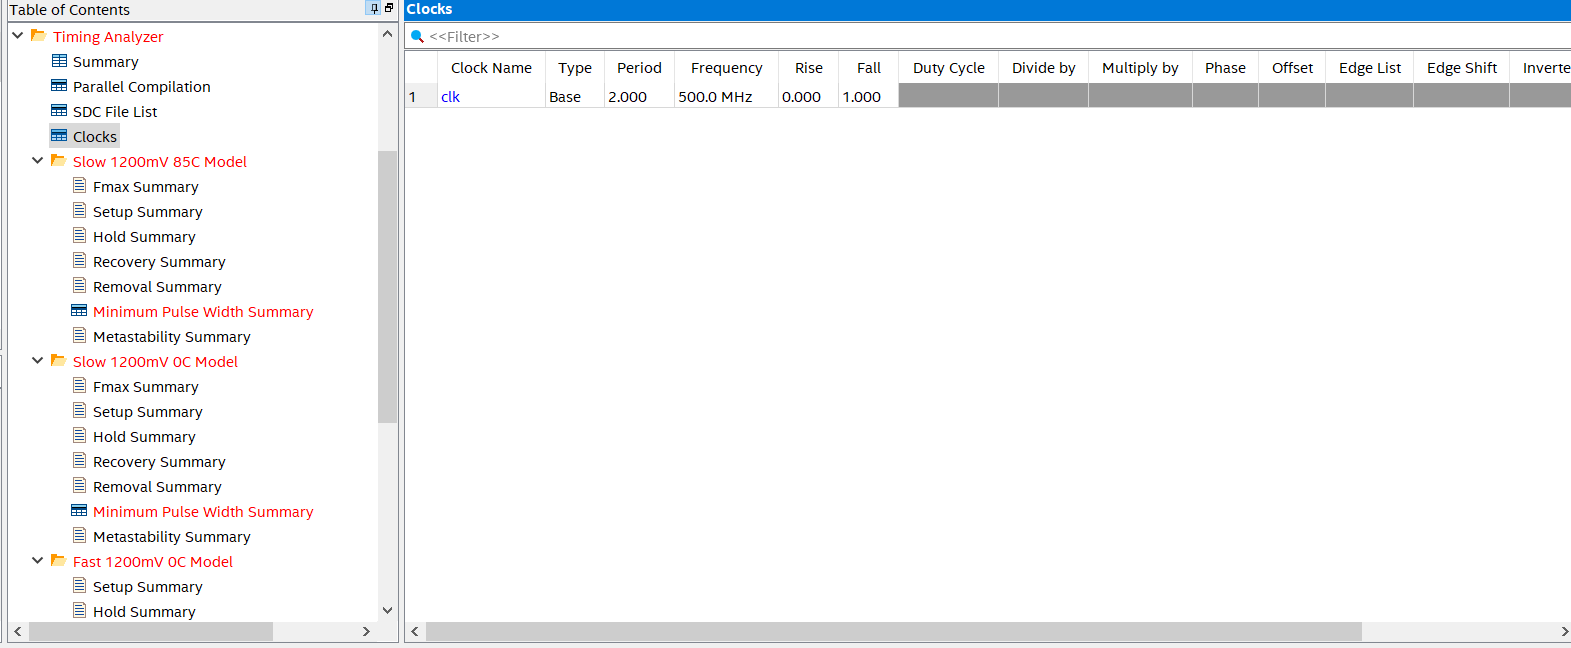 Table of Contents
Timing Analyzer
Summary
Parallel Compilation
SDC File List
Clocks
Slow 1200mV 85C Model
Fmax Summary
Setup Summary
Hold Summary
Recovery Summary
Removal Summary
Minimum Pulse Width Summary
Metastability Summary
Slow 1200mV 0C Model
Fmax Summary
Setup Summary
Hold Summary
Recovery Summary
Removal Summary
Minimum Pulse Width Summary
Metastability Summary
Fast 1200mV 0C Model
Setup Summary
Hold Summary
Clocks
<<Filter>>
Clock Name Type Period Frequency Rise Fall Duty Cycle Divide by Multiply by Phase Offset Edge List Edge Shift Inverte
1 clk Base 2.000 500.0 MHz 0.000 1.000